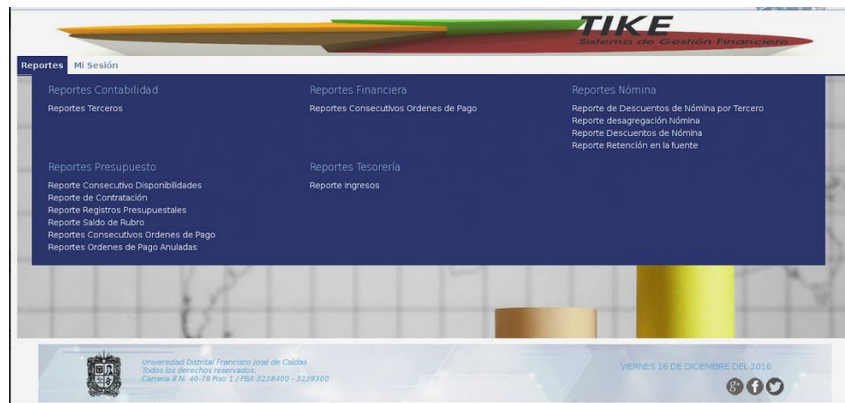 TIKE
Sistema de Gestión Financiero
Reportes
Mi Sesión
Reportes Contabilidad
Reportes Terceros
Reportes Financiera
Reportes Consecutivos Ordenes de Pago
Reportes Nómina
Reporte de Descuentos de Nómina por Tercero
Reporte desagregación Nómina
Reporte Descuentos de Nómina
Reporte Retención en la fuente
Reportes Presupuesto
Reporte Consecutivo Disponibilidades
Reporte de Contratación
Reporte Registros Presupuestales
Reporte Saldo de Rubro
Reportes Consecutivos Ordenes de Pago
Reportes Ordenes de Pago Anuladas
Reportes Tesorería
Reporte ingresos
Universidad Distrital Francisco José de Caldas.
Todos los derechos reservados.
Carrera 8 N. 40-78 Piso 1 / PBX 3238400 - 3239300
VIERNES 16 DE DICIEMBRE DEL 2016